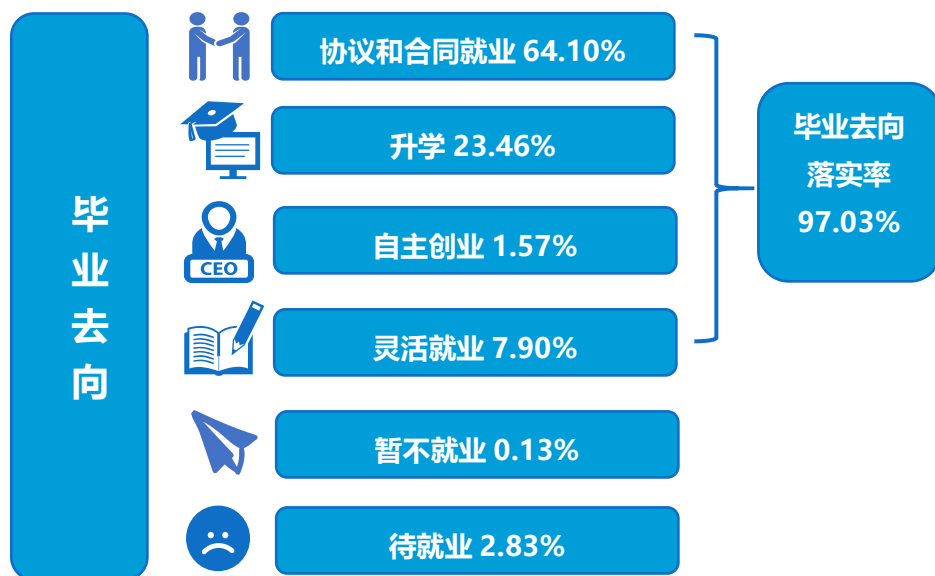 毕业去向
协议和合同就业 64.10%
升学 23.46%
CEO
自主创业 1.57%
灵活就业 7.90%
暂不就业 0.13%
待就业 2.83%
毕业去向
落实率
97.03%